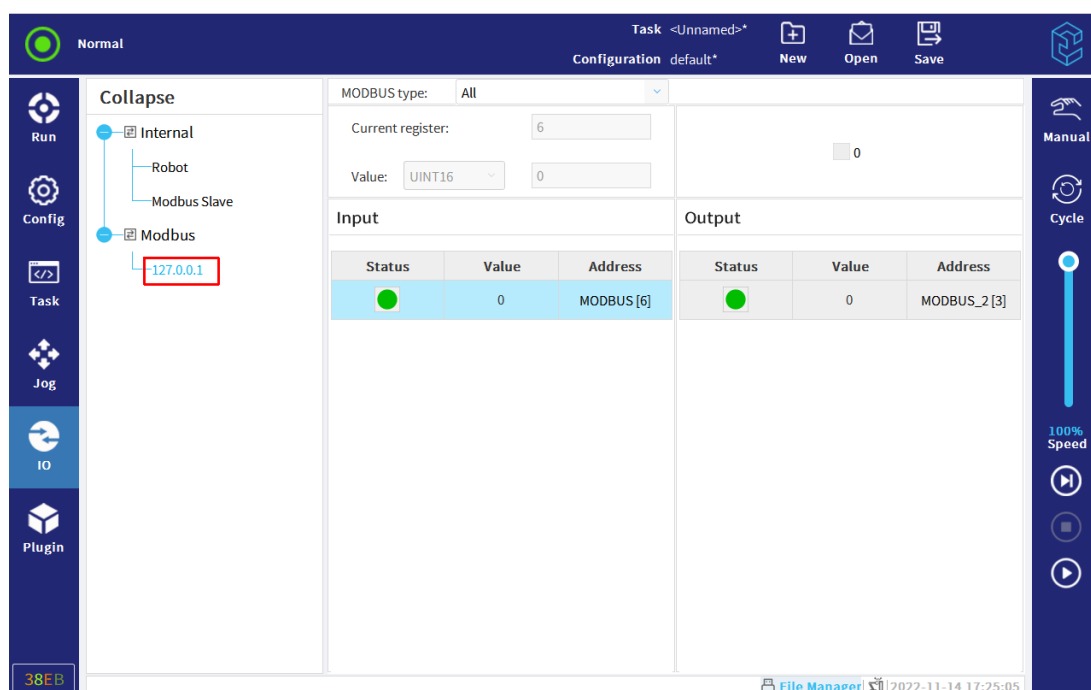 Normal
Task <Unnamed>*
Configuration default*
New
Open
Save
Run
Config
Task
Jog
IO
Plugin
38EB
Collapse
Internal
Robot
Modbus Slave
Modbus
127.0.0.1
MODBUS type: All
Current register: 6
Value: UINT16 0
0
Input
Status Value Address
0 MODBUS [6]
Output
Status Value Address
0 MODBUS_2 [3]
Manual
Cycle
100%
Speed
File Manager 2022-11-14 17:25:05